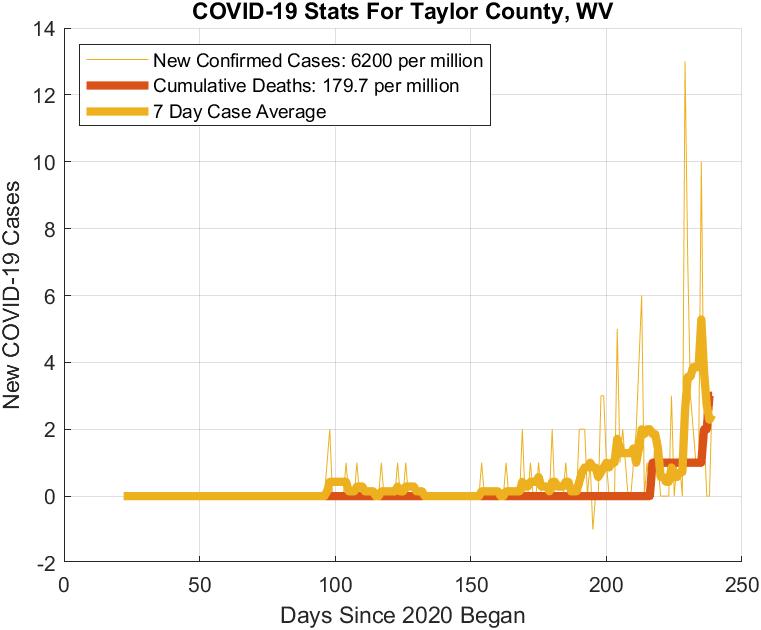 COVID-19 Stats For Taylor County, WV
New Confirmed Cases: 6200 per million
Cumulative Deaths: 179.7 per million
7 Day Case Average
New COVID-19 Cases
14
12
10
8
6
4
2
0
-2
0 50 100 150 200 250
Days Since 2020 Began